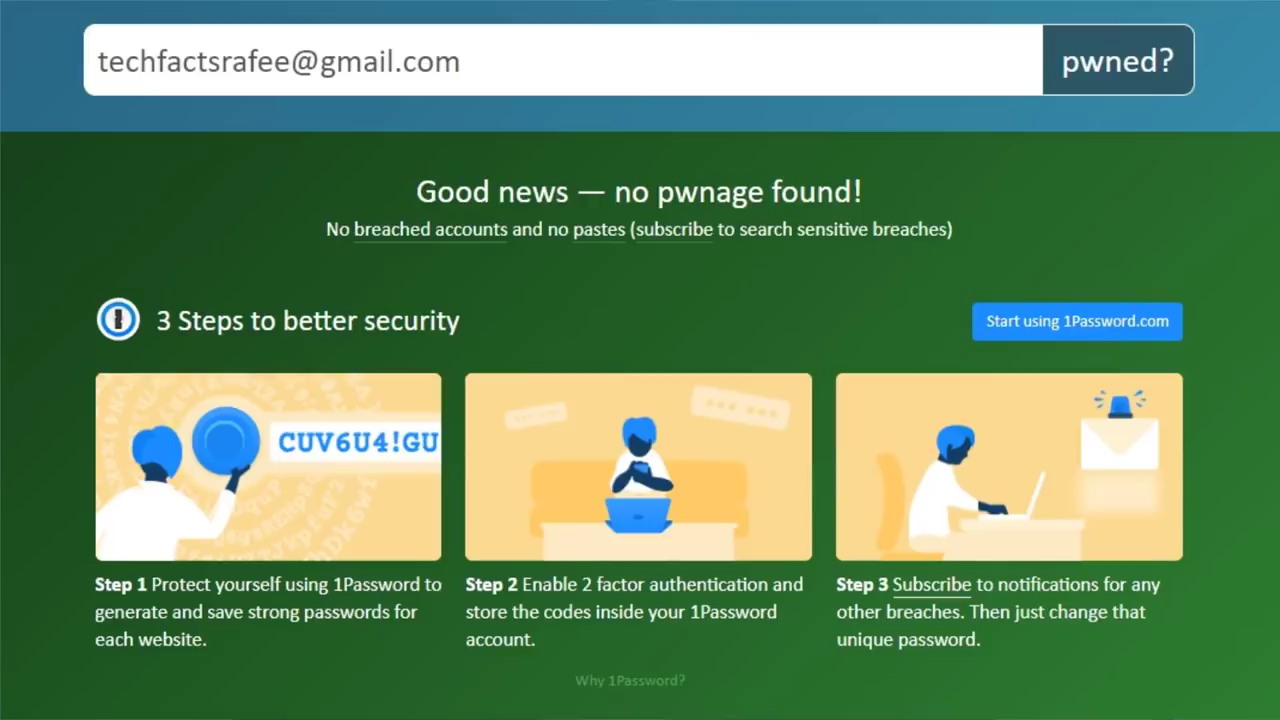 techfactsrafee@gmail.com pwned?
Good news — no pwnage found!
No breached accounts and no pastes (subscribe to search sensitive breaches)
3 Steps to better security
Start using 1Password.com
CUV6U4!GU
Step 1 Protect yourself using 1Password to
generate and save strong passwords for
each website.
Step 2 Enable 2 factor authentication and
store the codes inside your 1Password
account.
Step 3 Subscribe to notifications for any
other breaches. Then just change that
unique password.
Why 1Password?